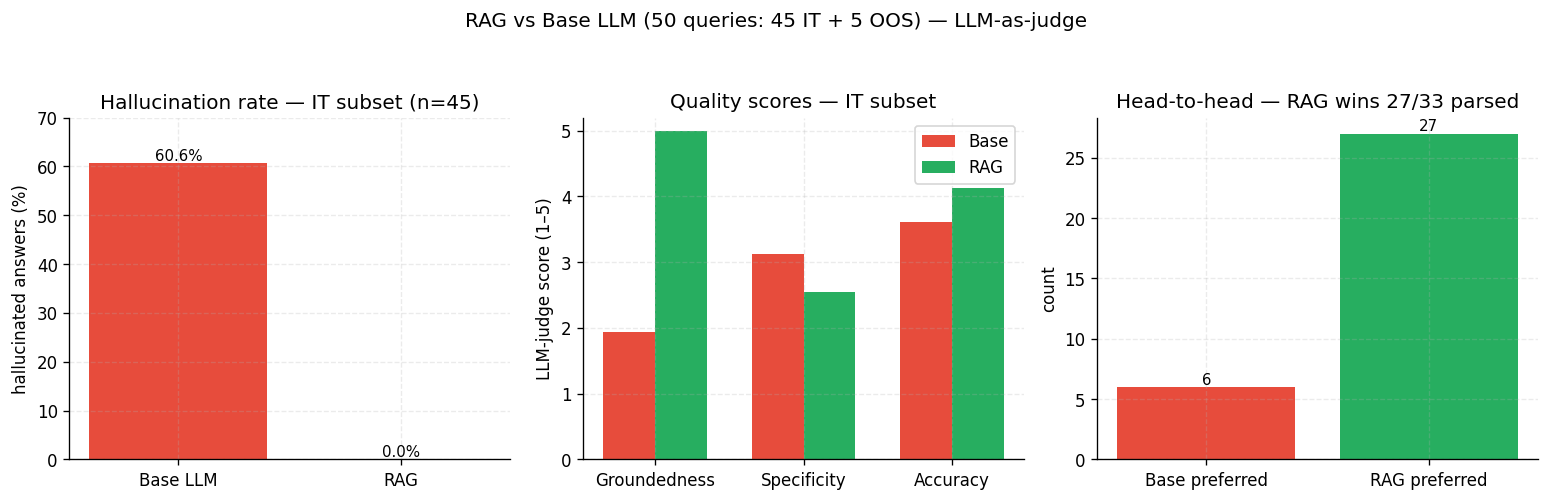 RAG vs Base LLM (50 queries: 45 IT + 5 OOS) — LLM-as-judge
Hallucination rate — IT subset (n=45)
hallucinated answers (%)
70
60
50
40
30
20
10
0
60.6%
0.0%
Base LLM
RAG
Quality scores — IT subset
LLM-judge score (1–5)
5
4
3
2
1
0
Base
RAG
Groundedness
Specificity
Accuracy
Head-to-head — RAG wins 27/33 parsed
count
25
20
15
10
5
0
6
27
Base preferred
RAG preferred